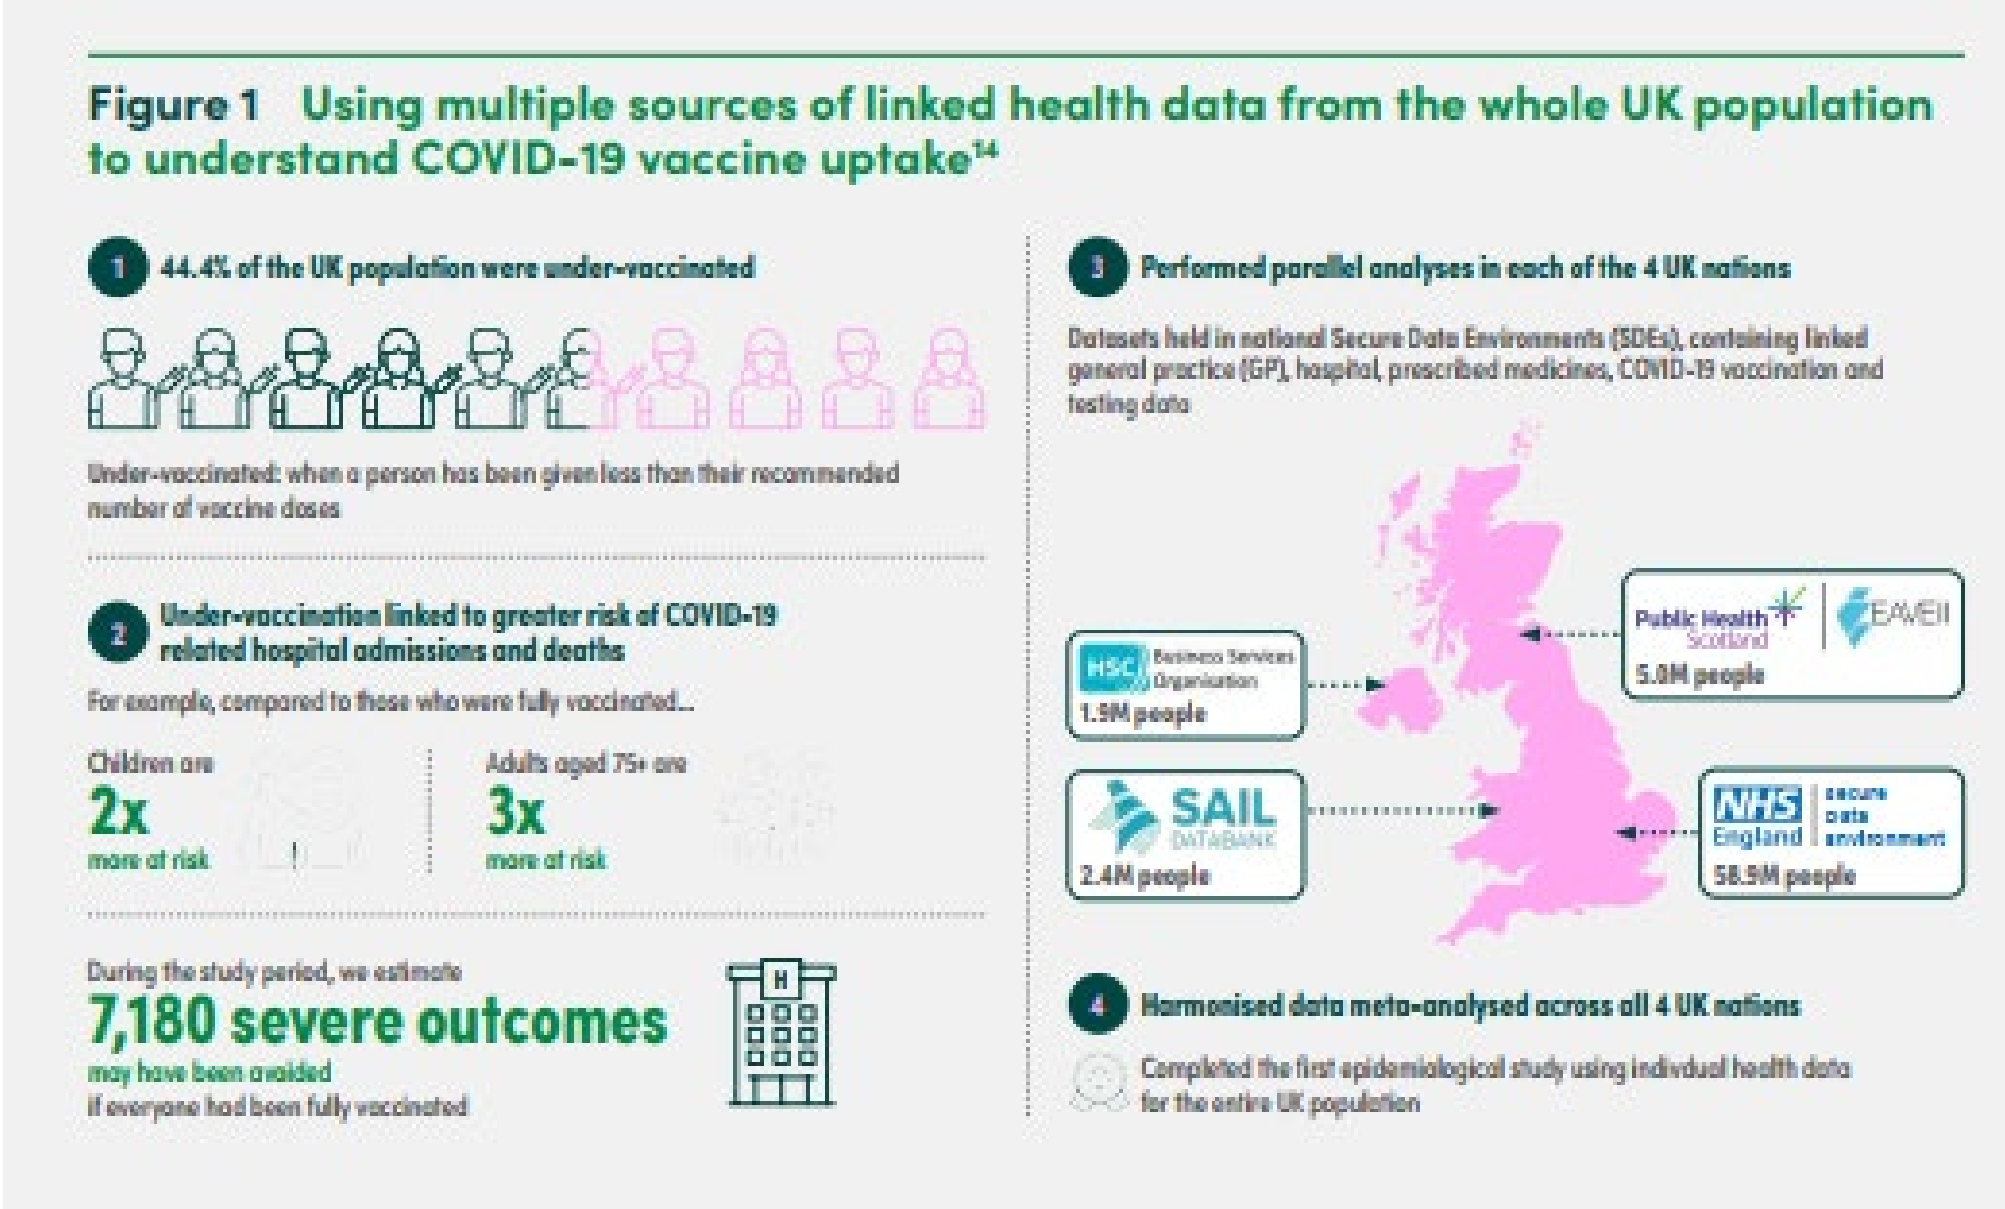 Figure 1 Using multiple sources of linked health data from the whole UK population
to understand COVID-19 vaccine uptake¹⁴
1 44.4% of the UK population were under-vaccinated
Under-vaccinated: when a person has been given less than their recommended
number of vaccine doses
2 Under-vaccination linked to greater risk of COVID-19
related hospital admissions and deaths
For example, compared to those who were fully vaccinated...
Children are
2x
more at risk
Adults aged 75+ are
3x
more at risk
During the study period, we estimate
7,180 severe outcomes
may have been avoided
if everyone had been fully vaccinated
H
3 Performed parallel analyses in each of the 4 UK nations
Datasets held in national Secure Data Environments (SDEs), containing linked
general practice (GP), hospital, prescribed medicines, COVID-19 vaccination and
testing data
Public Health
Scotland
EAVEII
5.0M people
HSC Business Services
Organisation
1.9M people
SAIL
DATABANK
2.4M people
NHS
England
secure
data
environment
58.9M people
4 Harmonised data meta-analysed across all 4 UK nations
Completed the first epidemiological study using indivdual health data
for the entire UK population